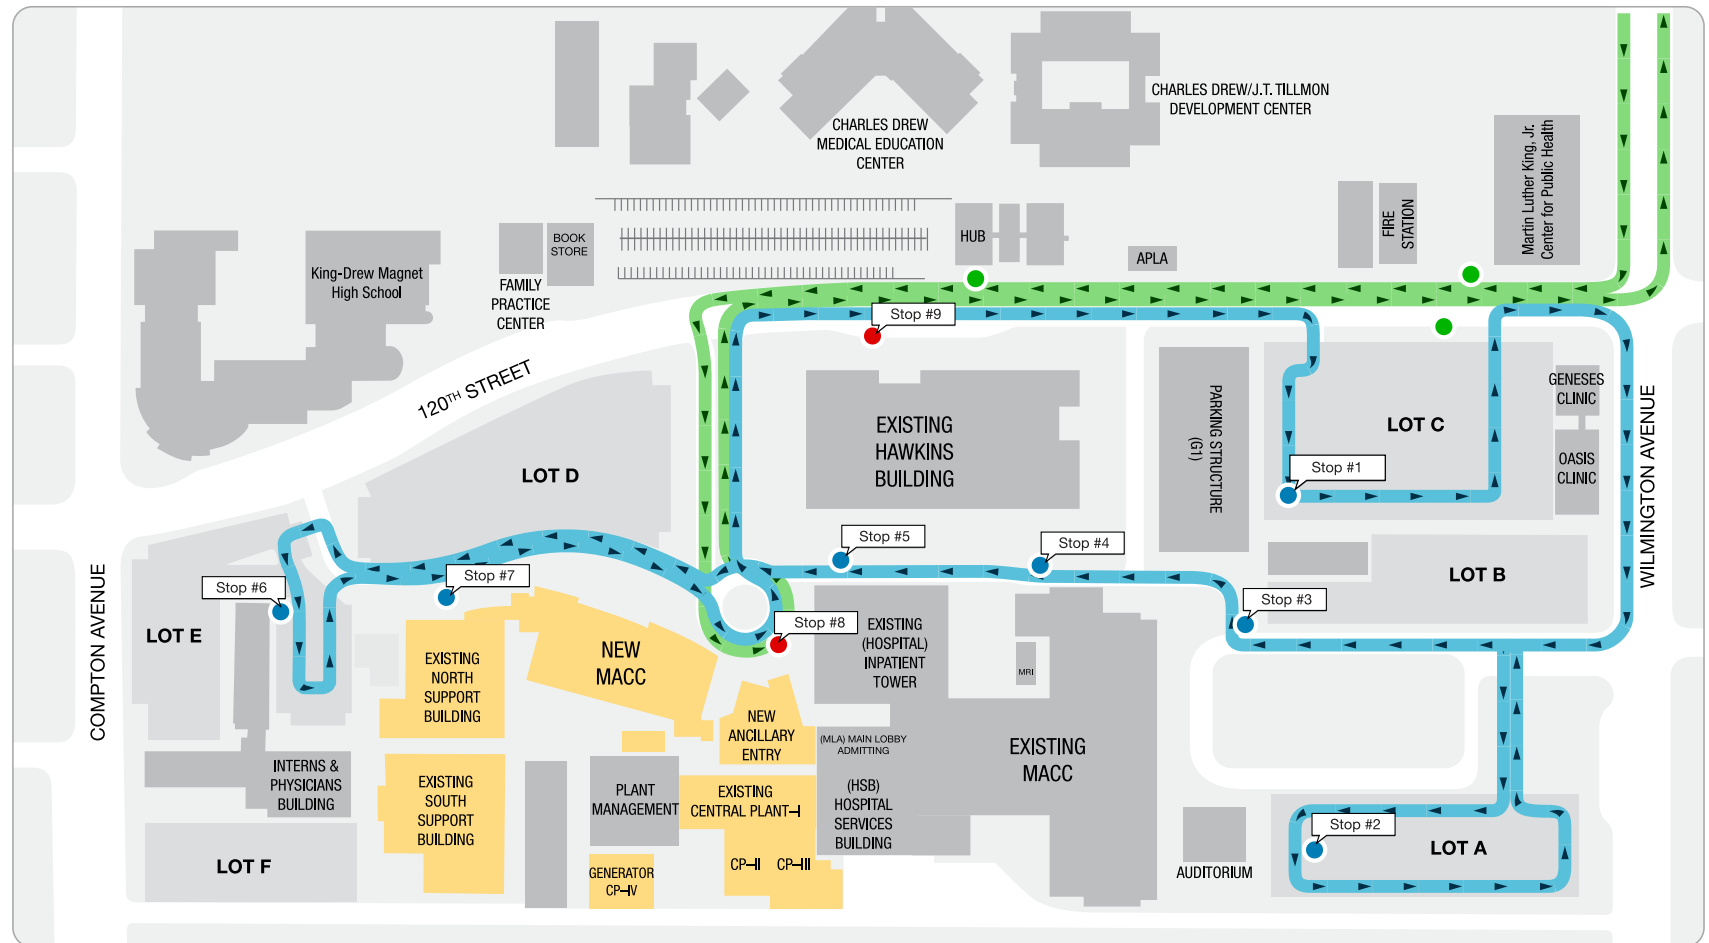 CHARLES DREW/J.T. TILLMON
DEVELOPMENT CENTER
CHARLES DREW
MEDICAL EDUCATION
CENTER
Martin Luther King, Jr.
Center for Public Health
FIRE
STATION
HUB
APLA
BOOK
STORE
FAMILY
PRACTICE
CENTER
King-Drew Magnet
High School
120TH STREET
Stop #9
EXISTING
HAWKINS
BUILDING
PARKING STRUCTURE
(G1)
LOT C
GENESES
CLINIC
OASIS
CLINIC
WILMINGTON AVENUE
Stop #1
LOT D
Stop #5
Stop #4
LOT B
Stop #3
Stop #7
Stop #6
COMPTON AVENUE
LOT E
Stop #8
EXISTING
(HOSPITAL)
INPATIENT
TOWER
MRI
NEW
MACC
EXISTING
NORTH
SUPPORT
BUILDING
NEW
ANCILLARY
ENTRY
(MLA) MAIN LOBBY
ADMITTING
EXISTING
MACC
INTERNS &
PHYSICIANS
BUILDING
EXISTING
SOUTH
SUPPORT
BUILDING
PLANT
MANAGEMENT
EXISTING
CENTRAL PLANT-I
(HSB)
HOSPITAL
SERVICES
BUILDING
Stop #2
LOT A
AUDITORIUM
LOT F
GENERATOR
CP-IV
CP-II
CP-III